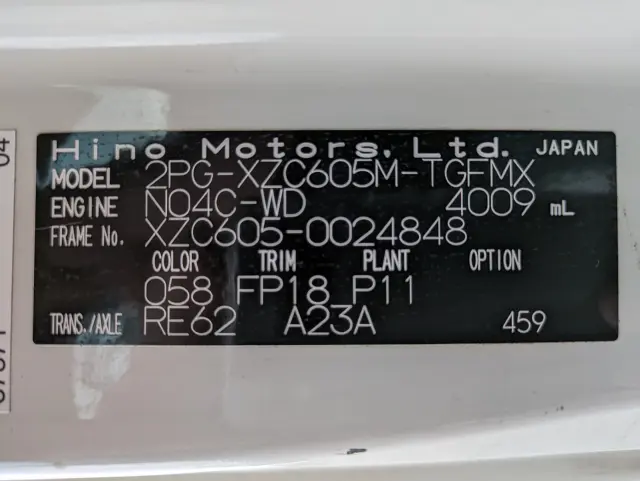 Hino Motors, Ltd. JAPAN
MODEL 2PG-XZC605M-TGFMX
ENGINE N04C-WD 4009 mL
FRAME No. XZC605-0024848
COLOR TRIM PLANT OPTION
058 FP18 P11
TRANS./AXLE RE62 A23A 459